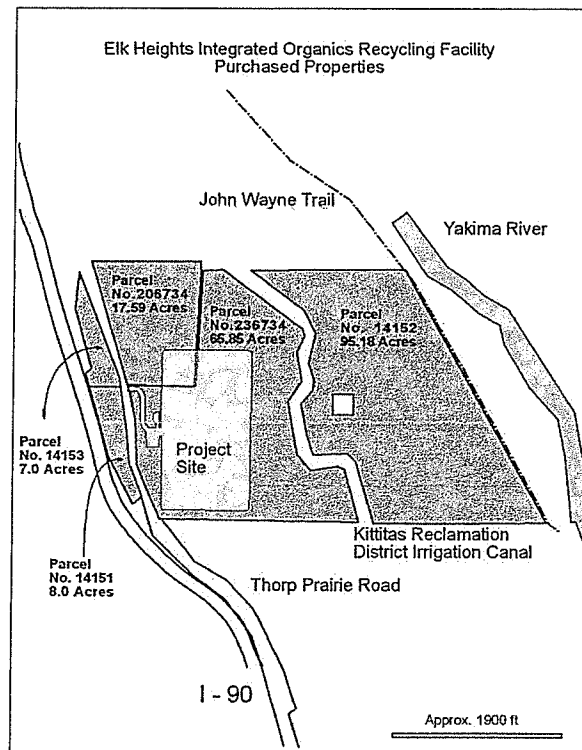 Elk Heights Integrated Organics Recycling Facility
Purchased Properties
John Wayne Trail
Yakima River
Parcel
No. 206734
17.59 Acres
Parcel
No. 236734
65.85 Acres
Parcel
No. 14152
95.18 Acres
Parcel
No. 14153
7.0 Acres
Project
Site
Parcel
No. 14151
8.0 Acres
Kittitas Reclamation
District Irrigation Canal
Thorp Prairie Road
I - 90
Approx. 1900 ft